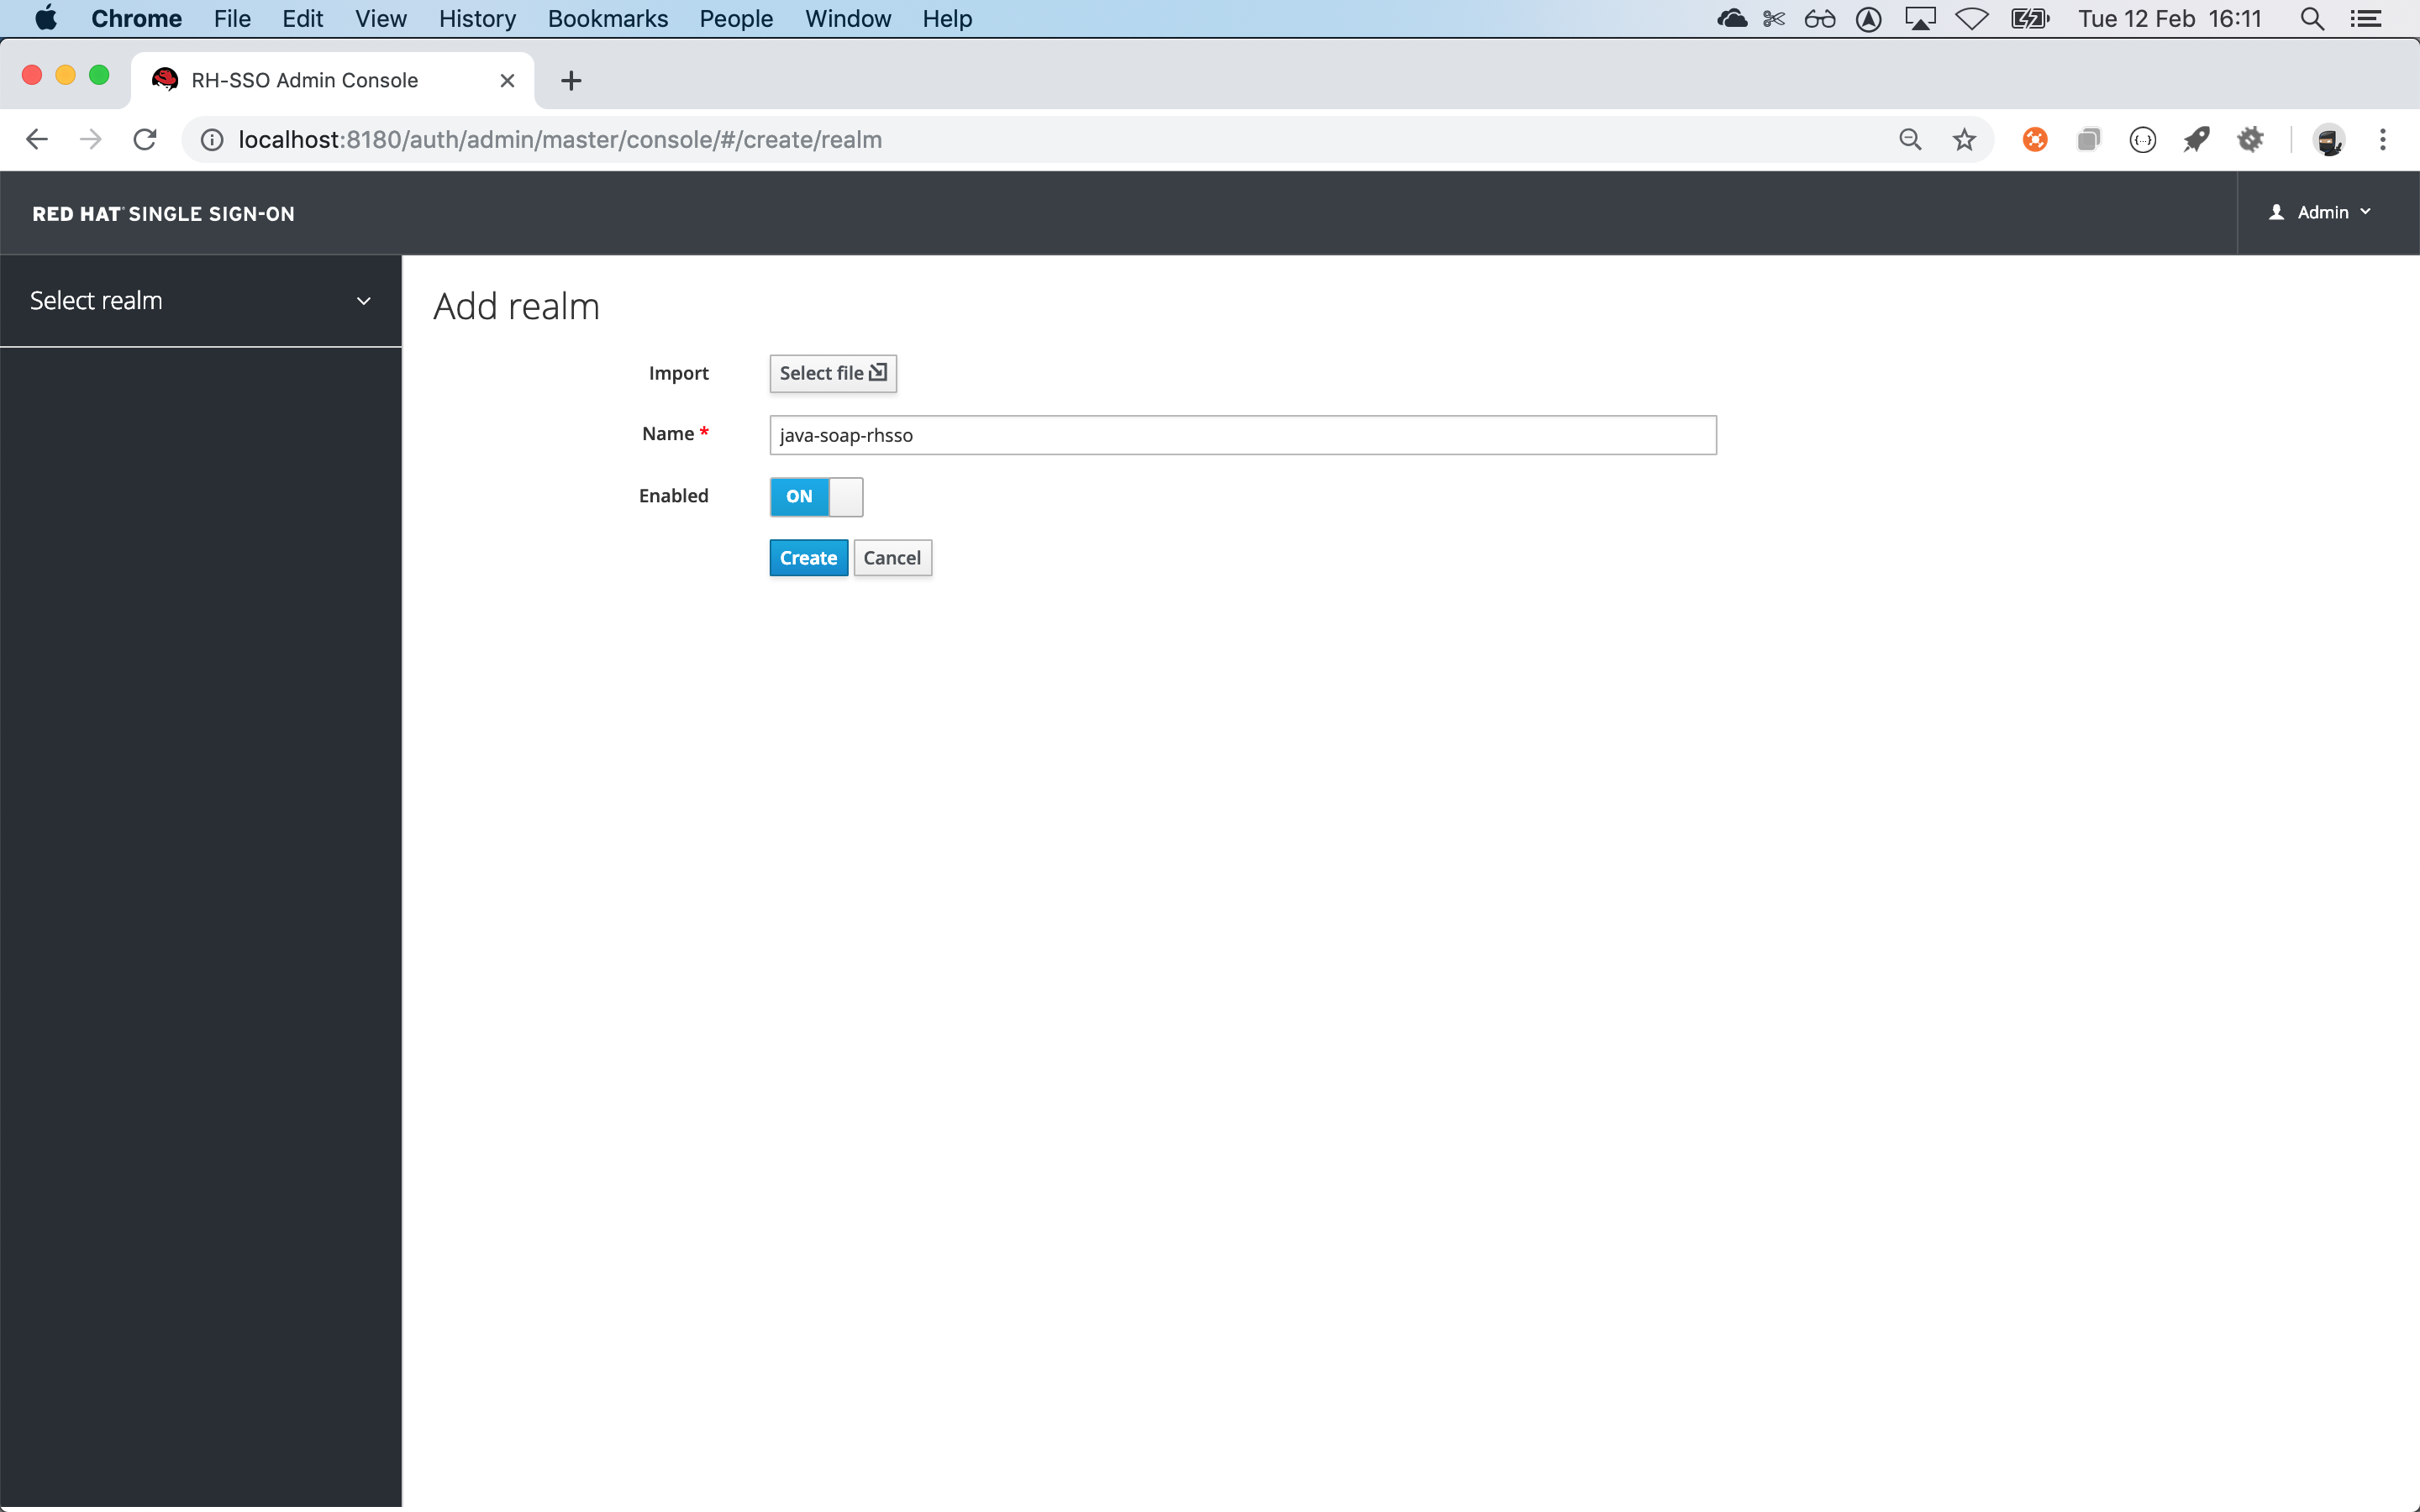 Chrome File Edit View History Bookmarks People Window Help Tue 12 Feb 16:11
RH-SSO Admin Console
localhost:8180/auth/admin/master/console/#/create/realm
RED HAT SINGLE SIGN-ON
Admin
Select realm
Add realm
Import Select file
Name * java-soap-rhsso
Enabled ON
Create Cancel